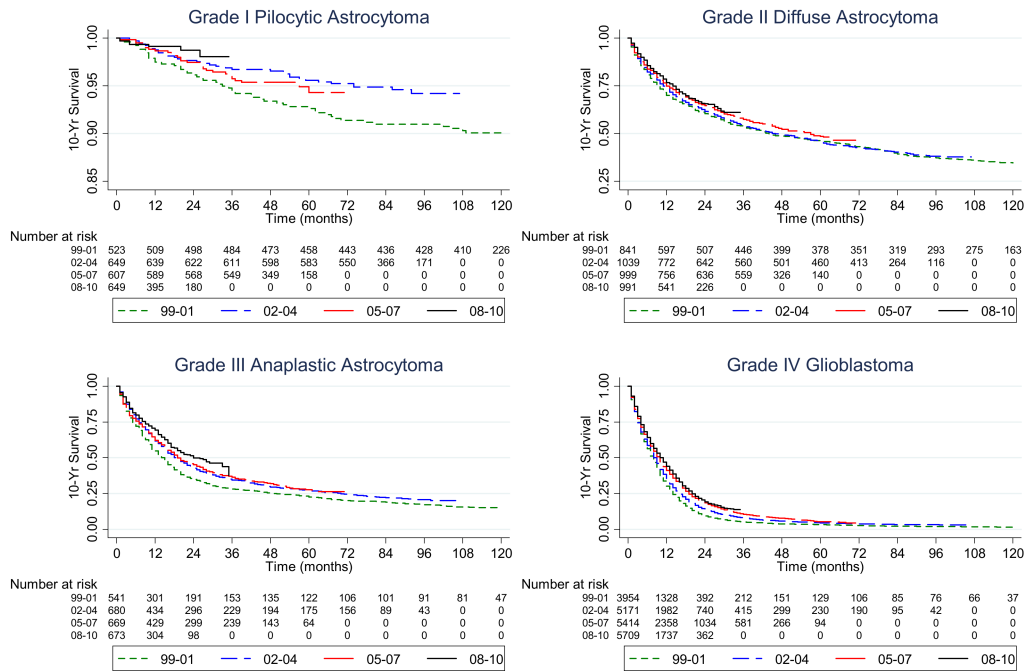 Grade I Pilocytic Astrocytoma
10-Yr Survival
1.00
0.95
0.90
0.85
0 12 24 36 48 60 72 84 96 108 120
Time (months)
Number at risk
99-01 523 509 498 484 473 458 443 436 428 410 226
02-04 649 639 622 611 598 583 550 366 171 0 0
05-07 607 589 568 549 349 158 0 0 0 0 0
08-10 649 395 180 0 0 0 0 0 0 0 0
99-01 02-04 05-07 08-10
Grade II Diffuse Astrocytoma
10-Yr Survival
1.00
0.75
0.50
0.25
0 12 24 36 48 60 72 84 96 108 120
Time (months)
Number at risk
99-01 841 597 507 446 399 378 351 319 293 275 163
02-04 1039 772 642 560 501 460 413 264 116 0 0
05-07 999 756 636 559 326 140 0 0 0 0 0
08-10 991 541 226 0 0 0 0 0 0 0 0
99-01 02-04 05-07 08-10
Grade III Anaplastic Astrocytoma
10-Yr Survival
1.00
0.75
0.50
0.25
0.00
0 12 24 36 48 60 72 84 96 108 120
Time (months)
Number at risk
99-01 541 301 191 153 135 122 106 101 91 81 47
02-04 680 434 296 229 194 175 156 89 43 0 0
05-07 669 429 299 239 143 64 0 0 0 0 0
08-10 673 304 98 0 0 0 0 0 0 0 0
99-01 02-04 05-07 08-10
Grade IV Glioblastoma
10-Yr Survival
1.00
0.75
0.50
0.25
0.00
0 12 24 36 48 60 72 84 96 108 120
Time (months)
Number at risk
99-01 3954 1328 392 212 151 129 106 85 76 66 37
02-04 5171 1982 740 415 299 230 190 95 42 0 0
05-07 5414 2358 1034 581 266 94 0 0 0 0 0
08-10 5709 1737 362 0 0 0 0 0 0 0 0
99-01 02-04 05-07 08-10